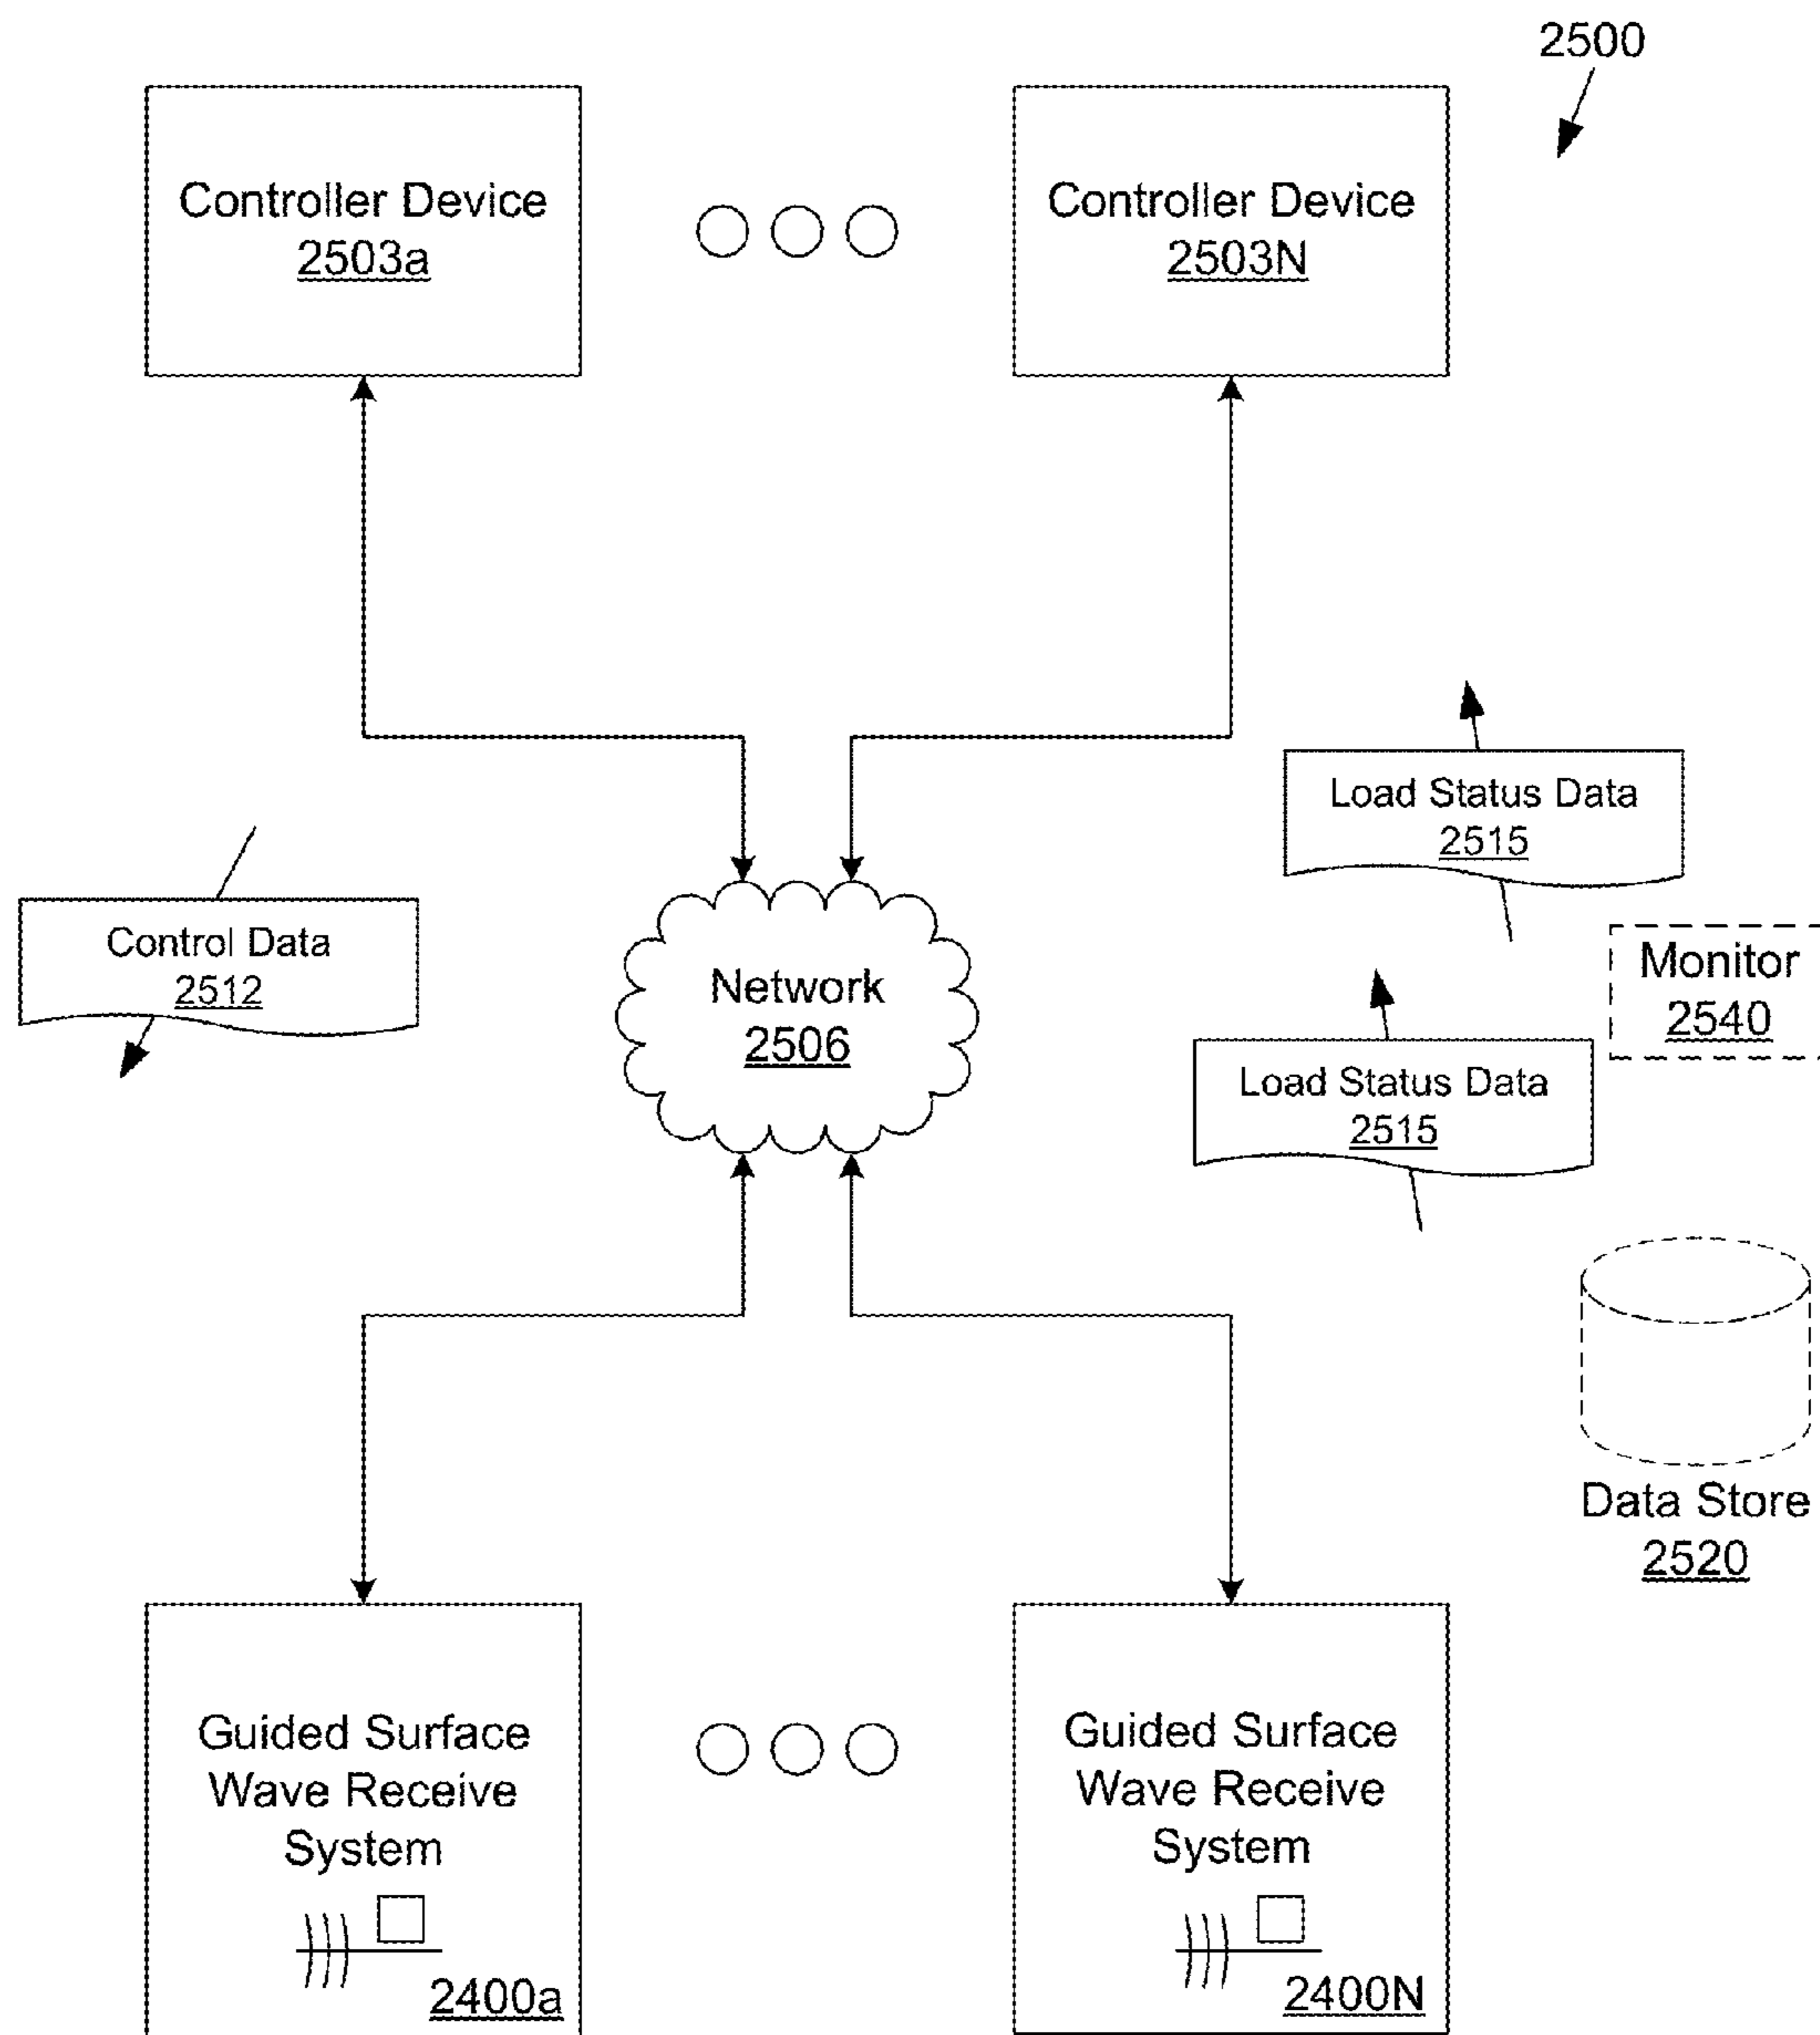 2500
Controller Device
2503a
Controller Device
2503N
Load Status Data
2515
Control Data
2512
Network
2506
Monitor
2540
Load Status Data
2515
Data Store
2520
Guided Surface
Wave Receive
System
2400a
Guided Surface
Wave Receive
System
2400N